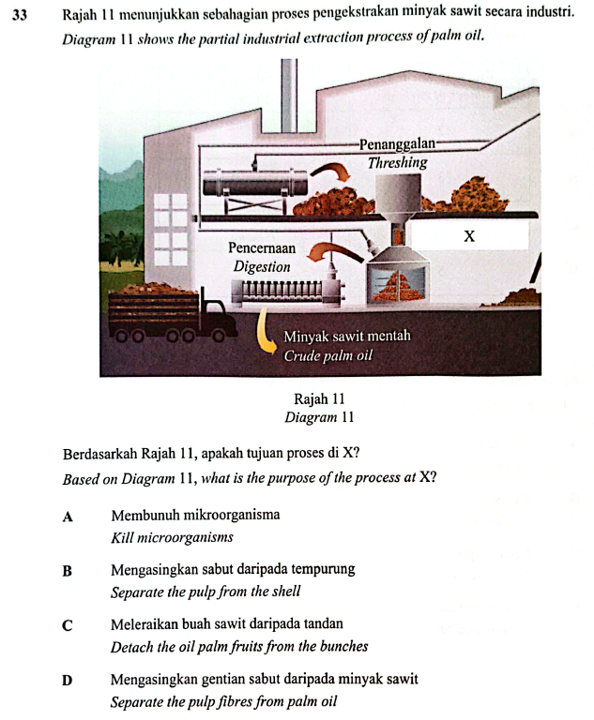 33 Rajah 11 menunjukkan sebahagian proses pengekstrakan minyak sawit secara industri.
Diagram 11 shows the partial industrial extraction process of palm oil.
Penanggalan
Threshing
X
Pencernaan
Digestion
Minyak sawit mentah
Crude palm oil
Rajah 11
Diagram 11
Berdasarkah Rajah 11, apakah tujuan proses di X?
Based on Diagram 11, what is the purpose of the process at X?
A Membunuh mikroorganisma
Kill microorganisms
B Mengasingkan sabut daripada tempurung
Separate the pulp from the shell
C Meleraikan buah sawit daripada tandan
Detach the oil palm fruits from the bunches
D Mengasingkan gentian sabut daripada minyak sawit
Separate the pulp fibres from palm oil